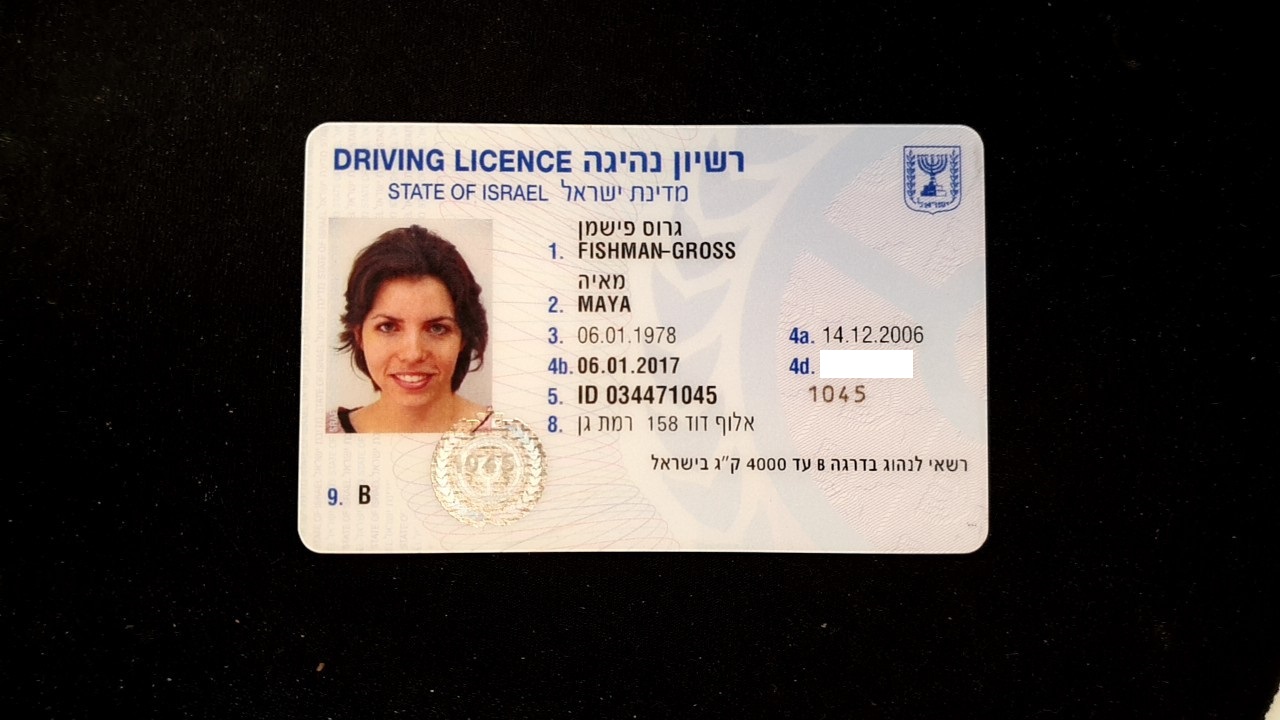 DRIVING LICENCE רשיון נהיגה
STATE OF ISRAEL מדינת ישראל
גרוס פישמן
1. FISHMAN-GROSS
מאיה
2. MAYA
3. 06.01.1978 4a. 14.12.2006
4b. 06.01.2017 4d.
5. ID 034471045 1045
8. אלוף דוד 158 רמת גן
רשאי לנהוג בדרגה B עד 4000 ק"ג בישראל
9. B